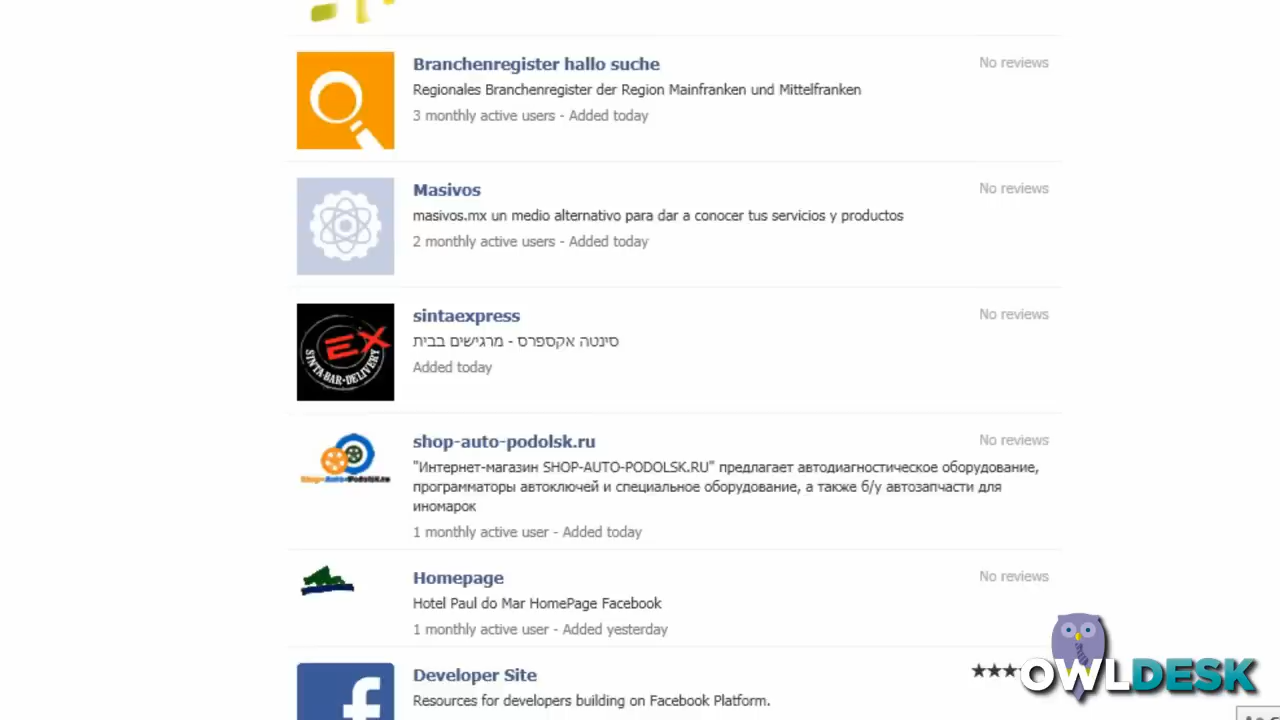 Branchenregister hallo suche
No reviews
Regionales Branchenregister der Region Mainfranken und Mittelfranken
3 monthly active users - Added today
Masivos
No reviews
masivos.mx un medio alternativo para dar a conocer tus servicios y productos
2 monthly active users - Added today
EX
SINTA-BAR-DELIVERY
sintaexpress
No reviews
סינטה אקספרס - מרגישים בבית
Added today
Shop-Auto-Podolsk.ru
shop-auto-podolsk.ru
No reviews
"Интернет-магазин SHOP-AUTO-PODOLSK.RU" предлагает автодиагностическое оборудование,
программаторы автоключей и специальное оборудование, а также б/у автозапчасти для
иномарок
1 monthly active user - Added today
Homepage
No reviews
Hotel Paul do Mar HomePage Facebook
1 monthly active user - Added yesterday
f
Developer Site
Resources for developers building on Facebook Platform.
OWLDESK